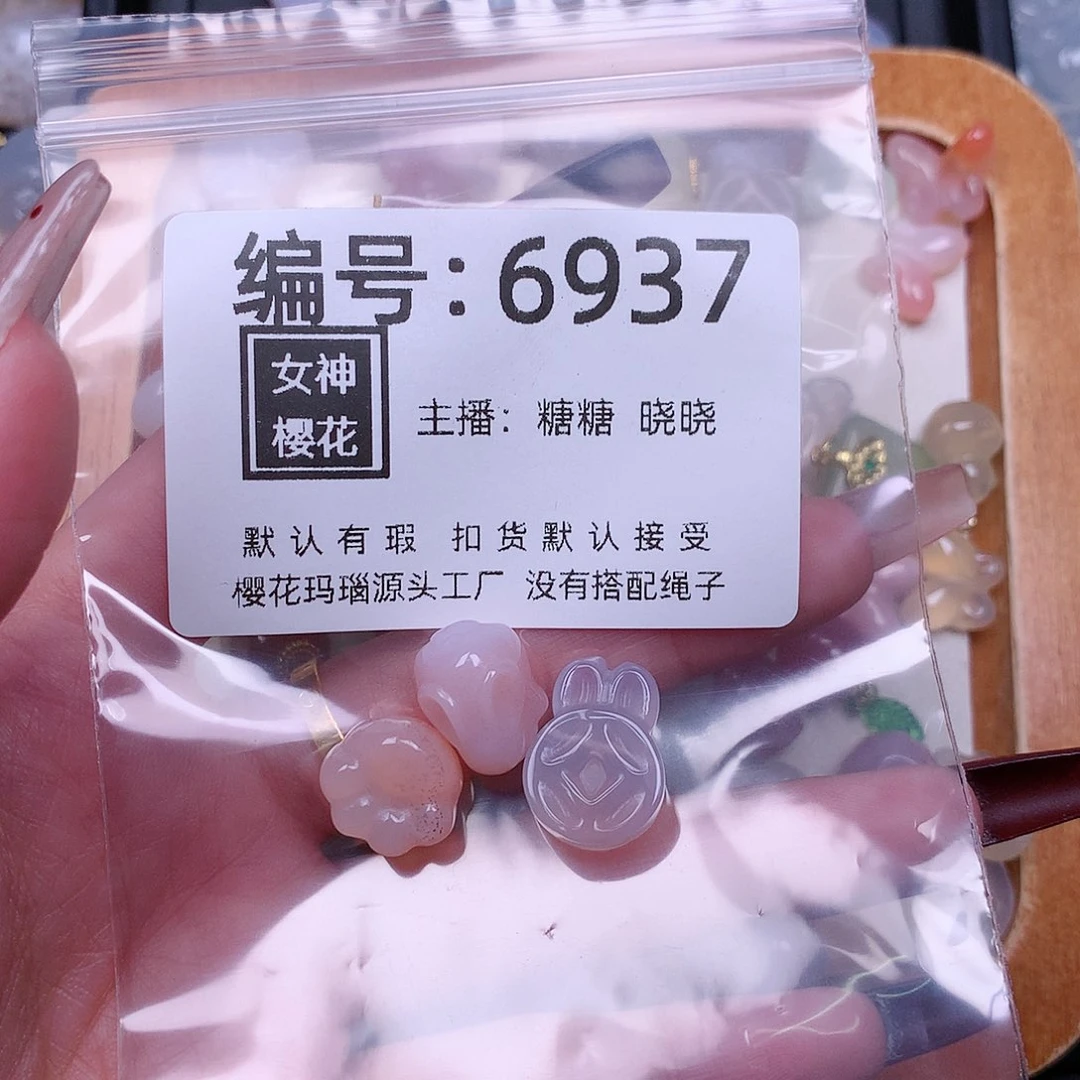 编号:6937
女神
樱花
主播: 糖糖 晓晓
默认有瑕 扣货默认接受
樱花玛瑙源头工厂 没有搭配绳子